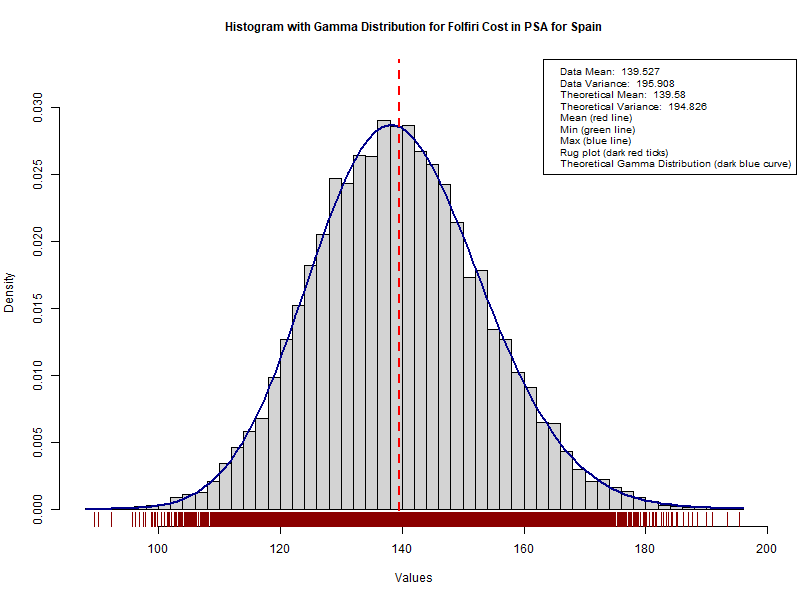 Histogram with Gamma Distribution for Folfiri Cost in PSA for Spain
Data Mean:  139.527
Data Variance:  195.908
Theoretical Mean:  139.58
Theoretical Variance:  194.826
Mean (red line)
Min (green line)
Max (blue line)
Rug plot (dark red ticks)
Theoretical Gamma Distribution (dark blue curve)
Density
0.030
0.025
0.020
0.015
0.010
0.005
0.000
100 120 140 160 180 200
Values